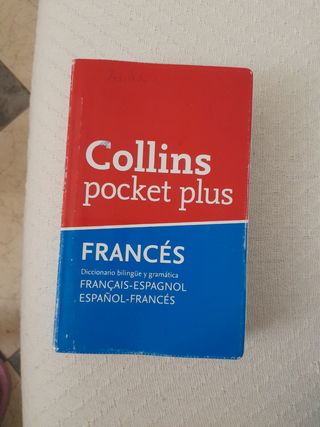 Collins
pocket plus
FRANCÉS
Diccionario bilingüe y gramática
FRANÇAIS-ESPAGNOL
ESPAÑOL-FRANCÉS